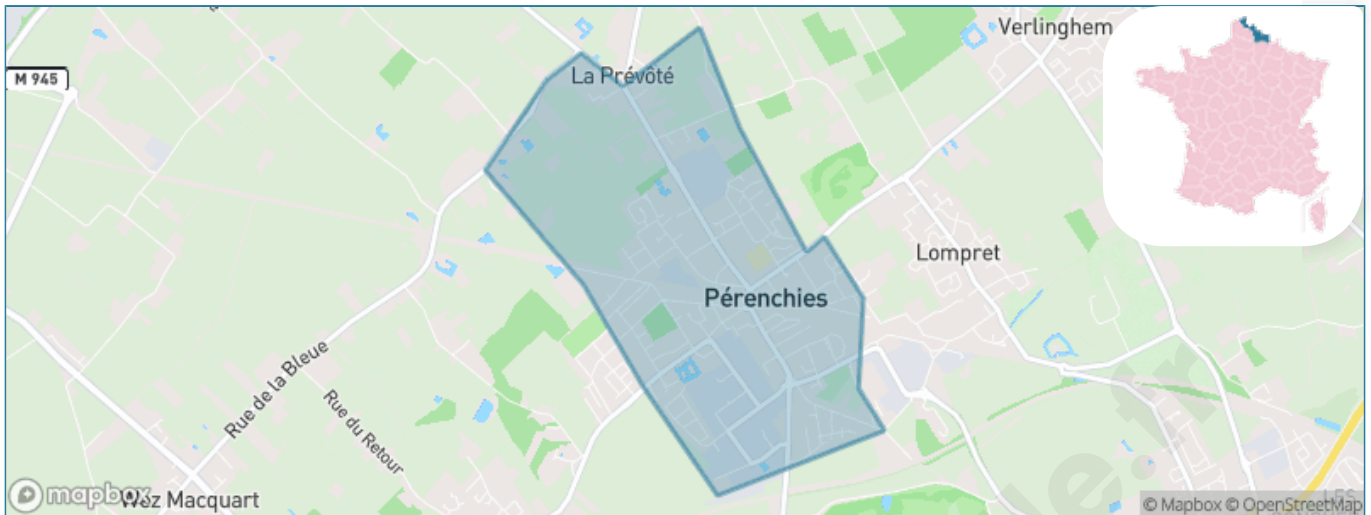 Verlinghem
La Prévôté
M 945
Lompret
Pérenchies
Rue de la Bleue
Rue du Retour
mapbox
Wez Macquart
© Mapbox © OpenStreetMap